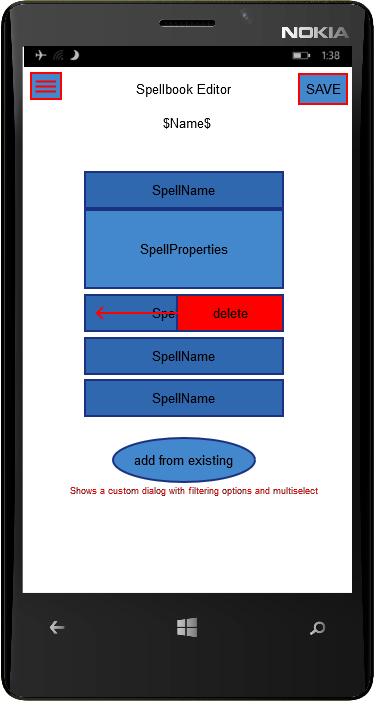 NOKIA
1:38
Spellbook Editor
SAVE
$Name$
SpellName
SpellProperties
Spe
delete
SpellName
SpellName
add from existing
Shows a custom dialog with filtering options and multiselect